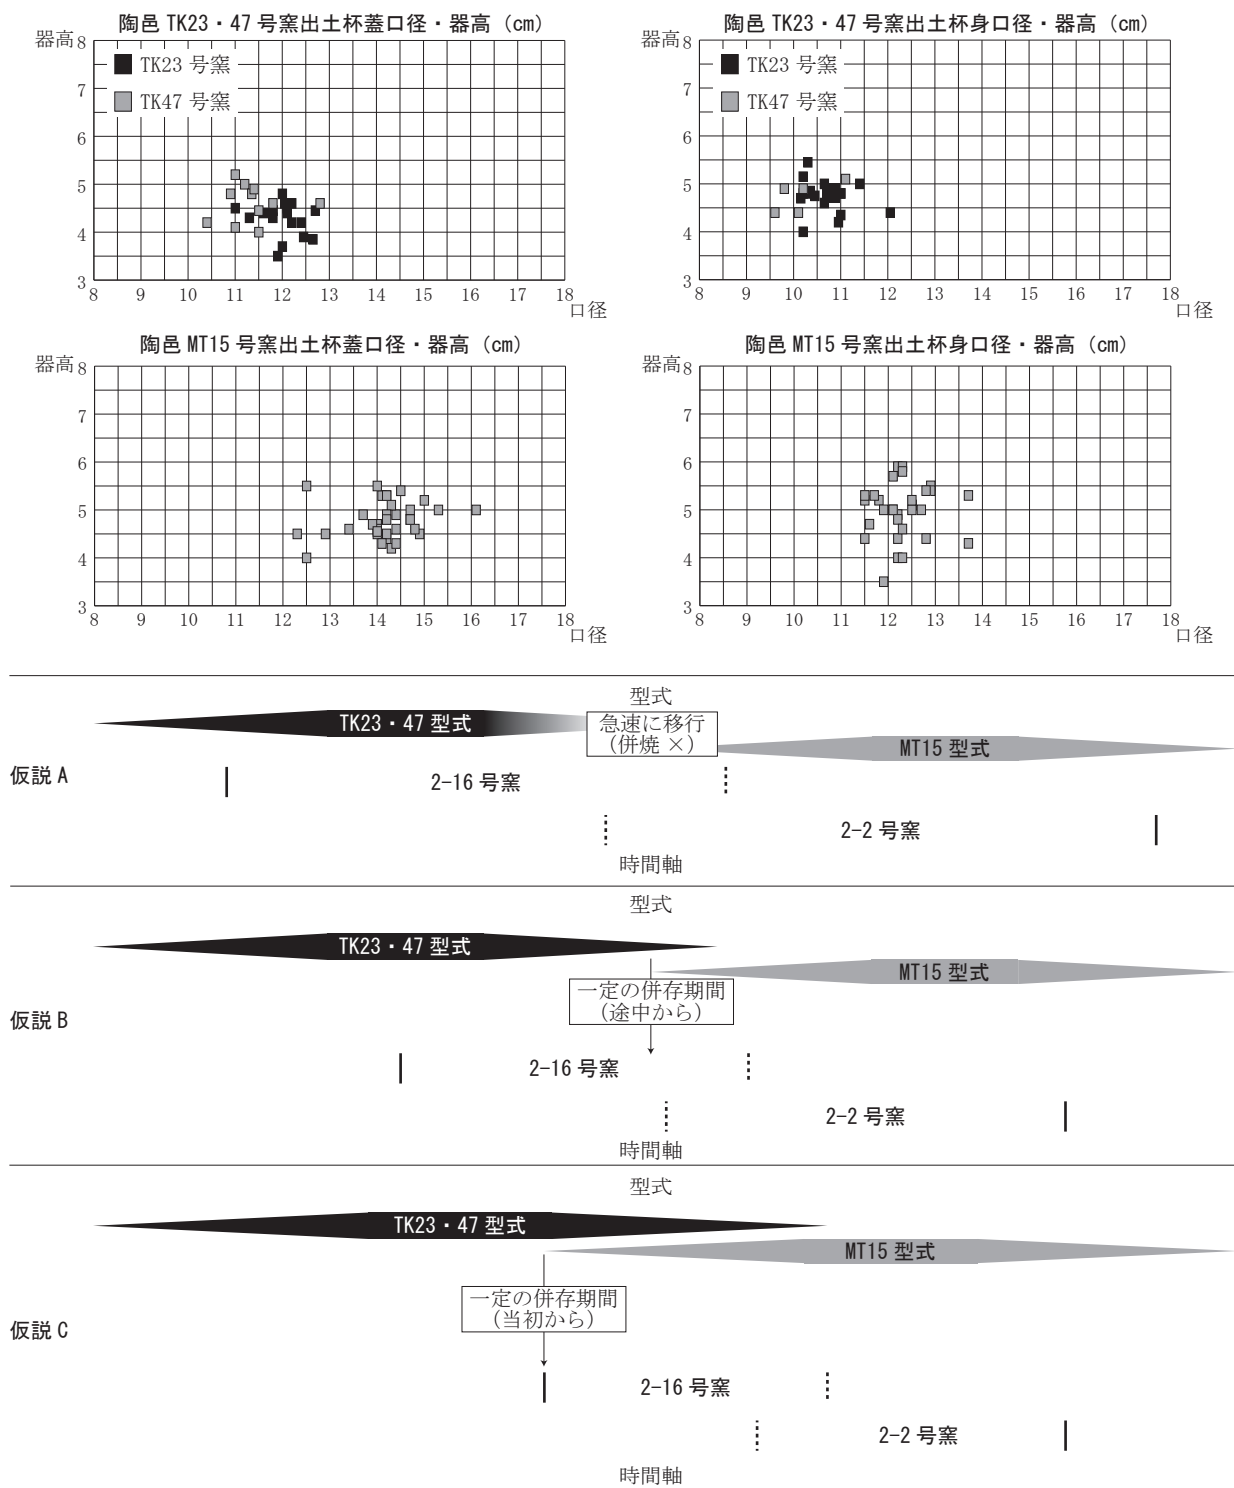 陶邑 TK23・47 号窯出土杯蓋口径・器高（cm）
器高
TK23 号窯
TK47 号窯
8
7
6
5
4
3
8 9 10 11 12 13 14 15 16 17 18
口径
陶邑 TK23・47 号窯出土杯身口径・器高（cm）
器高
TK23 号窯
TK47 号窯
8
7
6
5
4
3
8 9 10 11 12 13 14 15 16 17 18
口径
陶邑 MT15 号窯出土杯蓋口径・器高（cm）
器高
8
7
6
5
4
3
8 9 10 11 12 13 14 15 16 17 18
口径
陶邑 MT15 号窯出土杯身口径・器高（cm）
器高
8
7
6
5
4
3
8 9 10 11 12 13 14 15 16 17 18
口径
型式
TK23・47 型式
急速に移行
（併焼 ×）
MT15 型式
仮説 A
2-16 号窯
2-2 号窯
時間軸
型式
TK23・47 型式
MT15 型式
一定の併存期間
（途中から）
仮説 B
2-16 号窯
2-2 号窯
時間軸
型式
TK23・47 型式
MT15 型式
一定の併存期間
（当初から）
仮説 C
2-16 号窯
2-2 号窯
時間軸